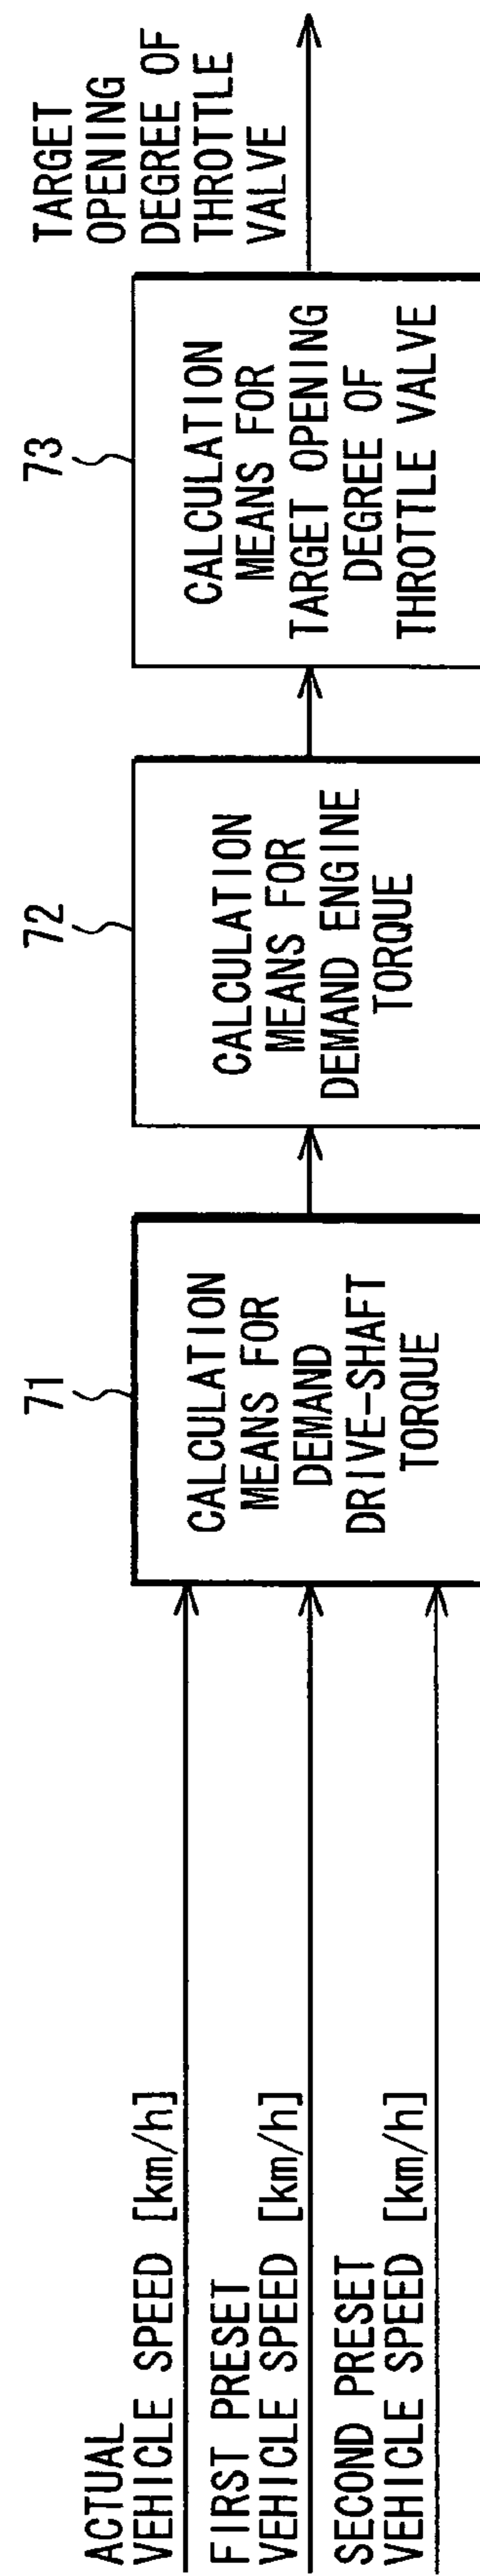 ACTUAL
VEHICLE SPEED [km/h]
FIRST PRESET
VEHICLE SPEED [km/h]
SECOND PRESET
VEHICLE SPEED [km/h]
71
CALCULATION
MEANS FOR
DEMAND
DRIVE-SHAFT
TORQUE
72
CALCULATION
MEANS FOR
DEMAND ENGINE
TORQUE
73
CALCULATION
MEANS FOR
TARGET OPENING
DEGREE OF
THROTTLE VALVE
TARGET
OPENING
DEGREE OF
THROTTLE
VALVE